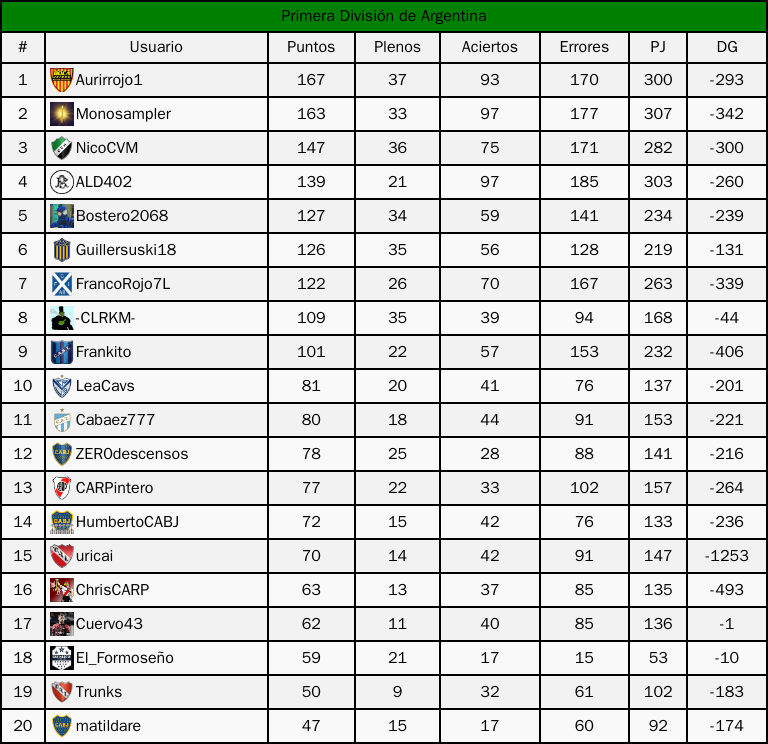 Primera División de Argentina
# Usuario Puntos Plenos Aciertos Errores PJ DG
1 Aurirrojo1 167 37 93 170 300 -293
2 Monosampler 163 33 97 177 307 -342
3 NicoCVM 147 36 75 171 282 -300
4 ALD402 139 21 97 185 303 -260
5 Bostero2068 127 34 59 141 234 -239
6 Guillersuski18 126 35 56 128 219 -131
7 FrancoRojo7L 122 26 70 167 263 -339
8 -CLRKM- 109 35 39 94 168 -44
9 Frankito 101 22 57 153 232 -406
10 LeaCavs 81 20 41 76 137 -201
11 Cabaez777 80 18 44 91 153 -221
12 ZEROdescensos 78 25 28 88 141 -216
13 CARPintero 77 22 33 102 157 -264
14 HumbertoCABJ 72 15 42 76 133 -236
15 uricai 70 14 42 91 147 -1253
16 ChrisCARP 63 13 37 85 135 -493
17 Cuervo43 62 11 40 85 136 -1
18 El_Formoseño 59 21 17 15 53 -10
19 Trunks 50 9 32 61 102 -183
20 matildare 47 15 17 60 92 -174